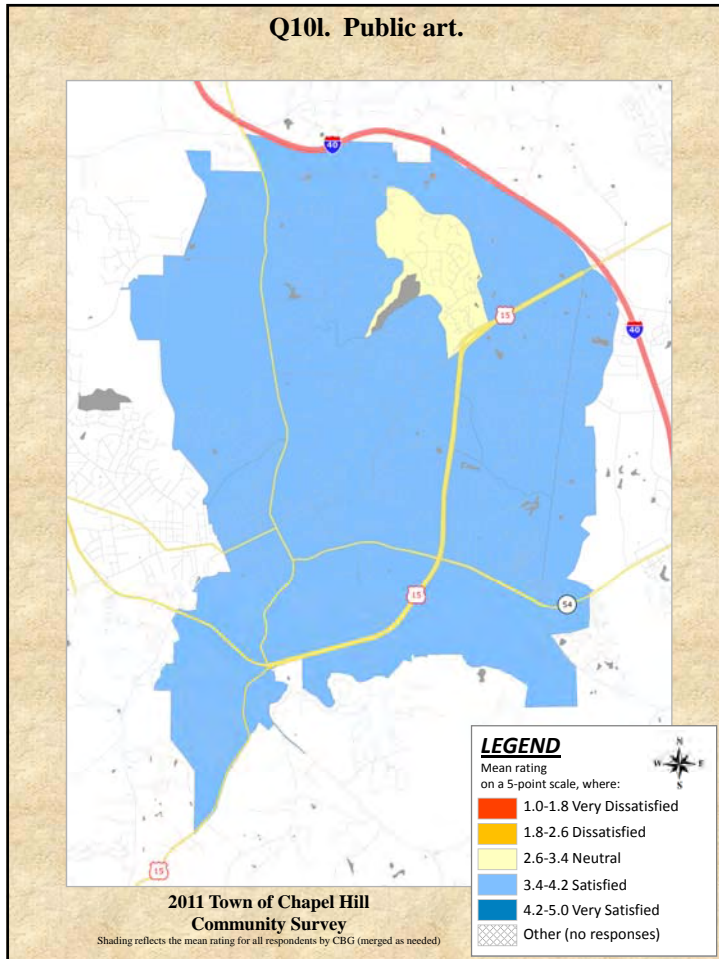 Q10l. Public art.
40
15
40
15
54
15
LEGEND
Mean rating
on a 5-point scale, where:
N
W E
S
1.0-1.8 Very Dissatisfied
1.8-2.6 Dissatisfied
2.6-3.4 Neutral
3.4-4.2 Satisfied
4.2-5.0 Very Satisfied
Other (no responses)
2011 Town of Chapel Hill
Community Survey
Shading reflects the mean rating for all respondents by CBG (merged as needed)